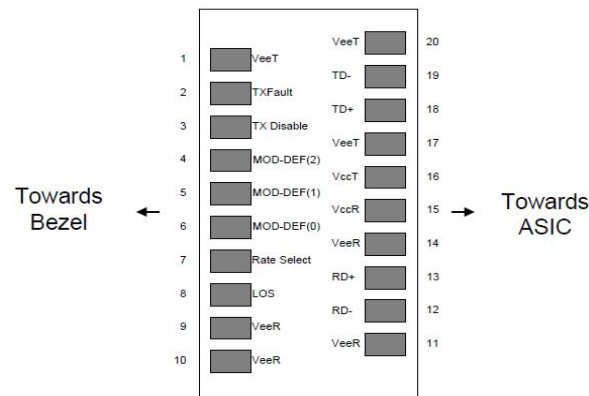 1 VeeT
2 TXFault
3 TX Disable
4 MOD-DEF(2)
5 MOD-DEF(1)
6 MOD-DEF(0)
7 Rate Select
8 LOS
9 VeeR
10 VeeR
VeeT 20
TD- 19
TD+ 18
VeeT 17
VccT 16
VccR 15
VeeR 14
RD+ 13
RD- 12
VeeR 11
Towards
Bezel
Towards
ASIC